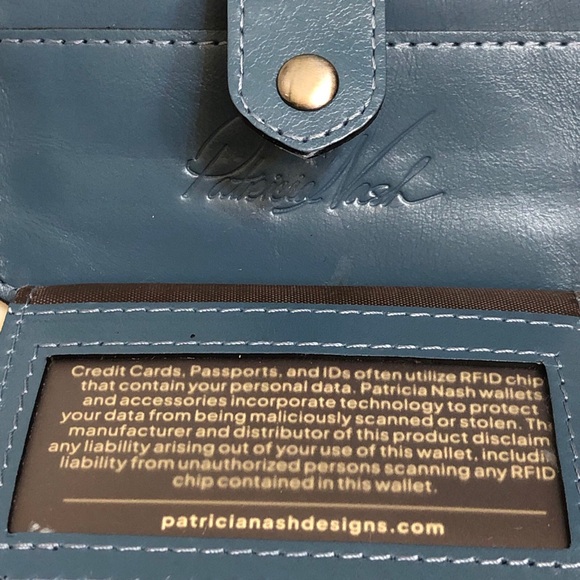 Patricia Nash
Credit Cards, Passports, and IDs often utilize RFID chip
that contain your personal data. Patricia Nash wallets
and accessories incorporate technology to protect
your data from being maliciously scanned or stolen. The
manufacturer and distributor of this product disclaim
any liability arising out of your use of this wallet, includin
liability from unauthorized persons scanning any RFID
chip contained in this wallet.
patricianashdesigns.com